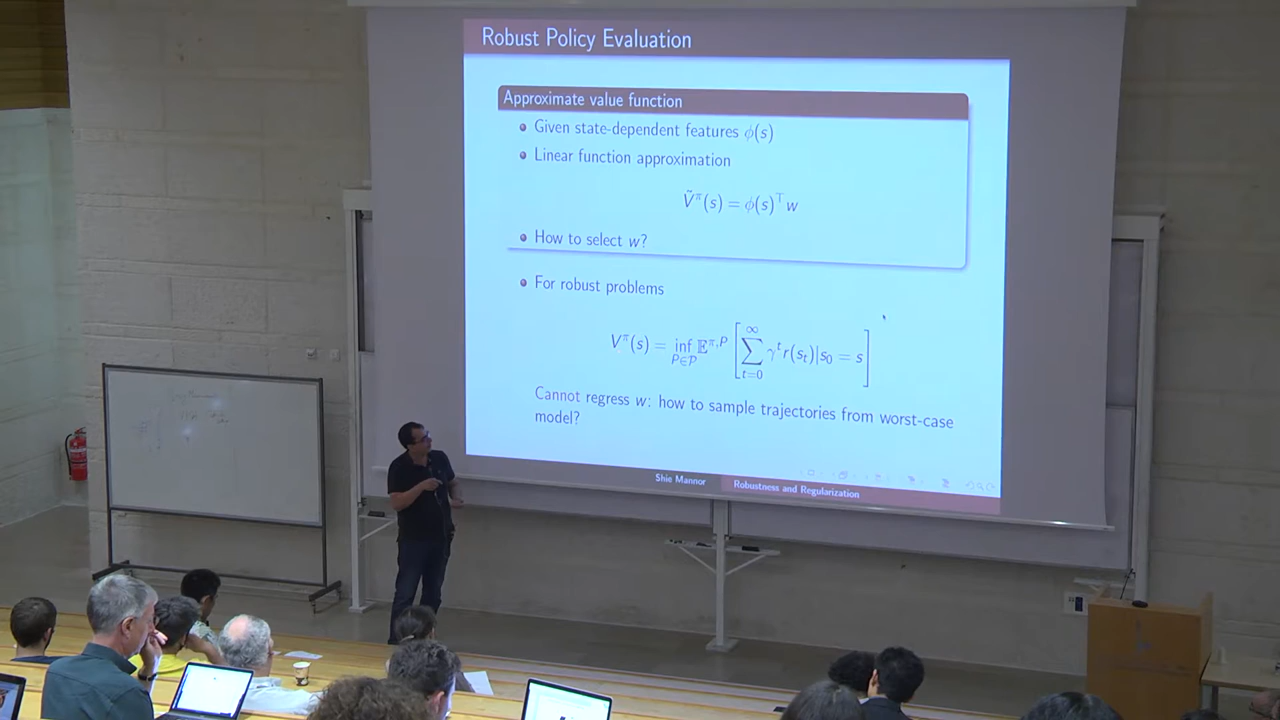 Robust Policy Evaluation
Approximate value function
Given state-dependent features ϕ(s)
Linear function approximation
Ṽ^π(s) = ϕ(s)^⊤ w
How to select w?
For robust problems
V^π(s) = inf_{P∈𝒫} 𝔼^{π,P} [ ∑_{t=0}^{∞} γ^t r(s_t)|s_0 = s ]
Cannot regress w: how to sample trajectories from worst-case
model?
Shie Mannor Robustness and Regularization